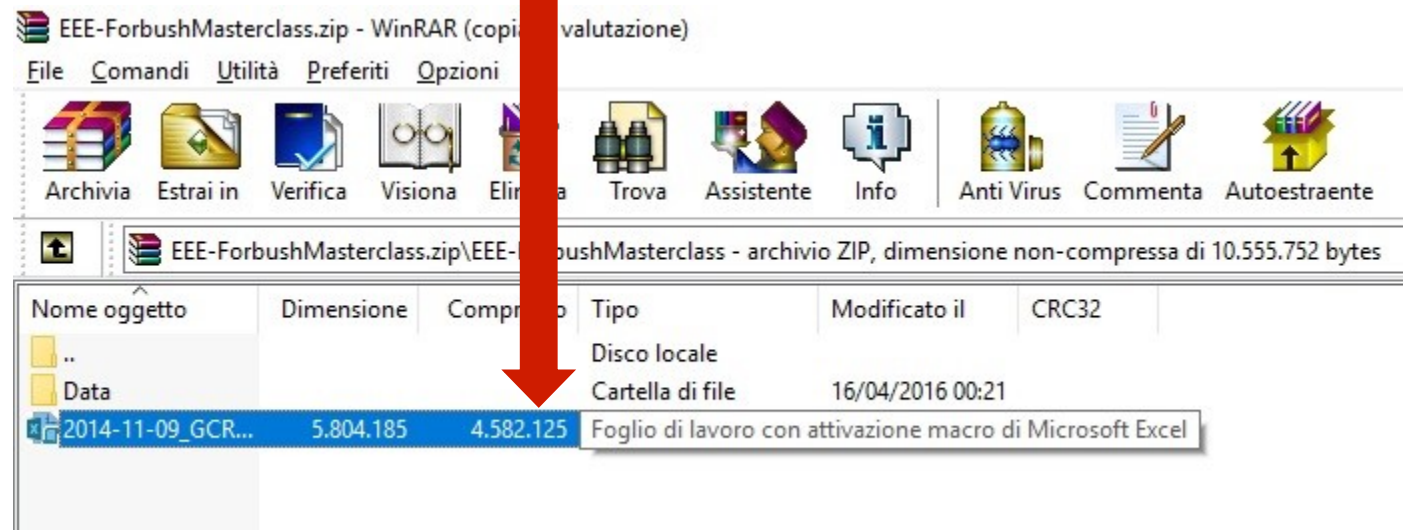 EEE-ForbushMasterclass.zip - WinRAR (copia valutazione)
File Comandi Utilità Preferiti Opzioni
Archivia Estrai in Verifica Visiona Trova Assistente Info Anti Virus Commenta Autoestraente
EEE-ForbushMasterclass.zip\EEE-ForbushMasterclass - archivio ZIP, dimensione non-compressa di 10.555.752 bytes
Nome oggetto Dimensione Tipo Modificato il CRC32
.. Disco locale
Data Cartella di file 16/04/2016 00:21
2014-11-09_GCR... 5.804.185 4.582.125 Foglio di lavoro con attivazione macro di Microsoft Excel